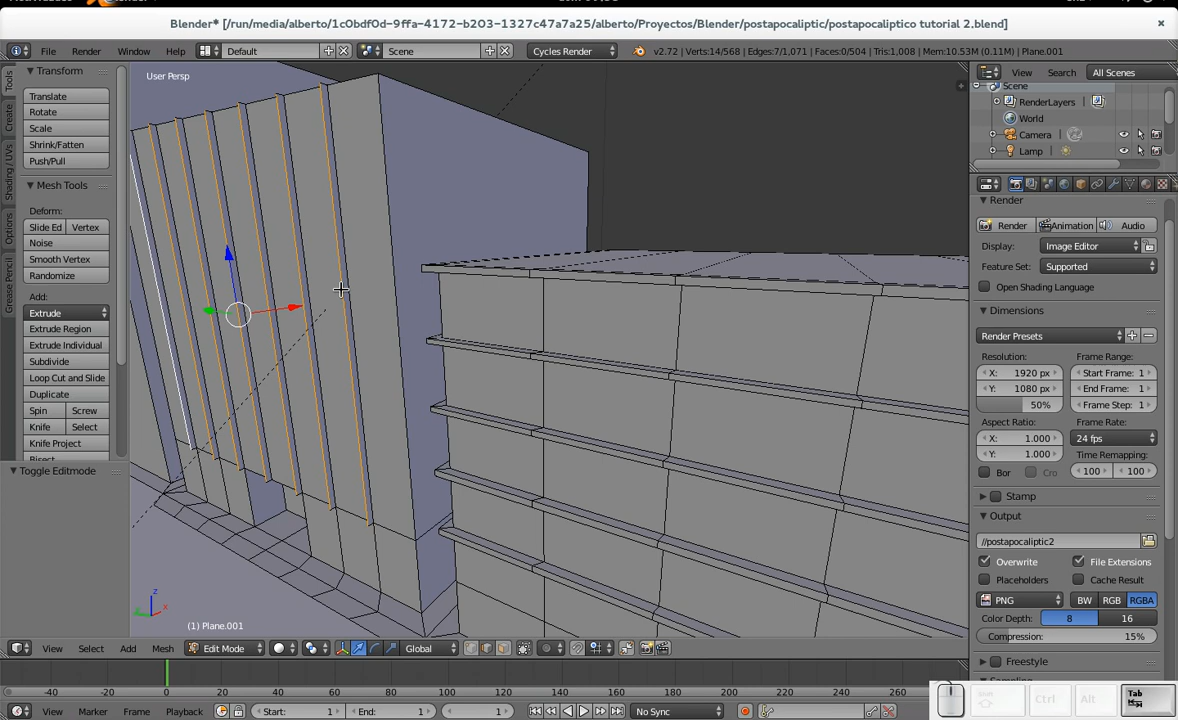 Blender* [/run/media/alberto/1c0bdf0d-9ffa-4172-b203-1327c47a7a25/alberto/Proyectos/Blender/postapocaliptic/postapocaliptico tutorial 2.blend]
File Render Window Help Default Scene Cycles Render v2.72 | Verts:14/568 | Edges:7/1,071 | Faces:0/504 | Tris:1,008 | Mem:10.53M (0.11M) | Plane.001
Tools
Create
Shading / UVs
Options
Grease Pencil
Transform
Translate
Rotate
Scale
Shrink/Fatten
Push/Pull
Mesh Tools
Deform:
Slide Ed Vertex
Noise
Smooth Vertex
Randomize
Add:
Extrude
Extrude Region
Extrude Individual
Subdivide
Loop Cut and Slide
Duplicate
Spin Screw
Knife Select
Knife Project
Bisect
Toggle Editmode
User Persp
z
x
(1) Plane.001
View Select Add Mesh Edit Mode Global
View Search All Scenes
Scene
RenderLayers
World
Camera
Lamp
Render
Render Animation Audio
Display: Image Editor
Feature Set: Supported
Open Shading Language
Dimensions
Render Presets
Resolution: Frame Range:
X: 1920 px Start Frame: 1
Y: 1080 px End Frame: 1
50% Frame Step: 1
Aspect Ratio: Frame Rate:
X: 1.000 24 fps
Y: 1.000 Time Remapping:
Bor Cro 100 100
Stamp
Output
//postapocaliptic2
Overwrite File Extensions
Placeholders Cache Result
PNG BW RGB RGBA
Color Depth: 8 16
Compression: 15%
Freestyle
-40 -20 0 20 40 60 80 100 120 140 160 180 200 220 240 260
View Marker Frame Playback Start: 1 End: 1 1 No Sync
Shift Ctrl Alt Tab